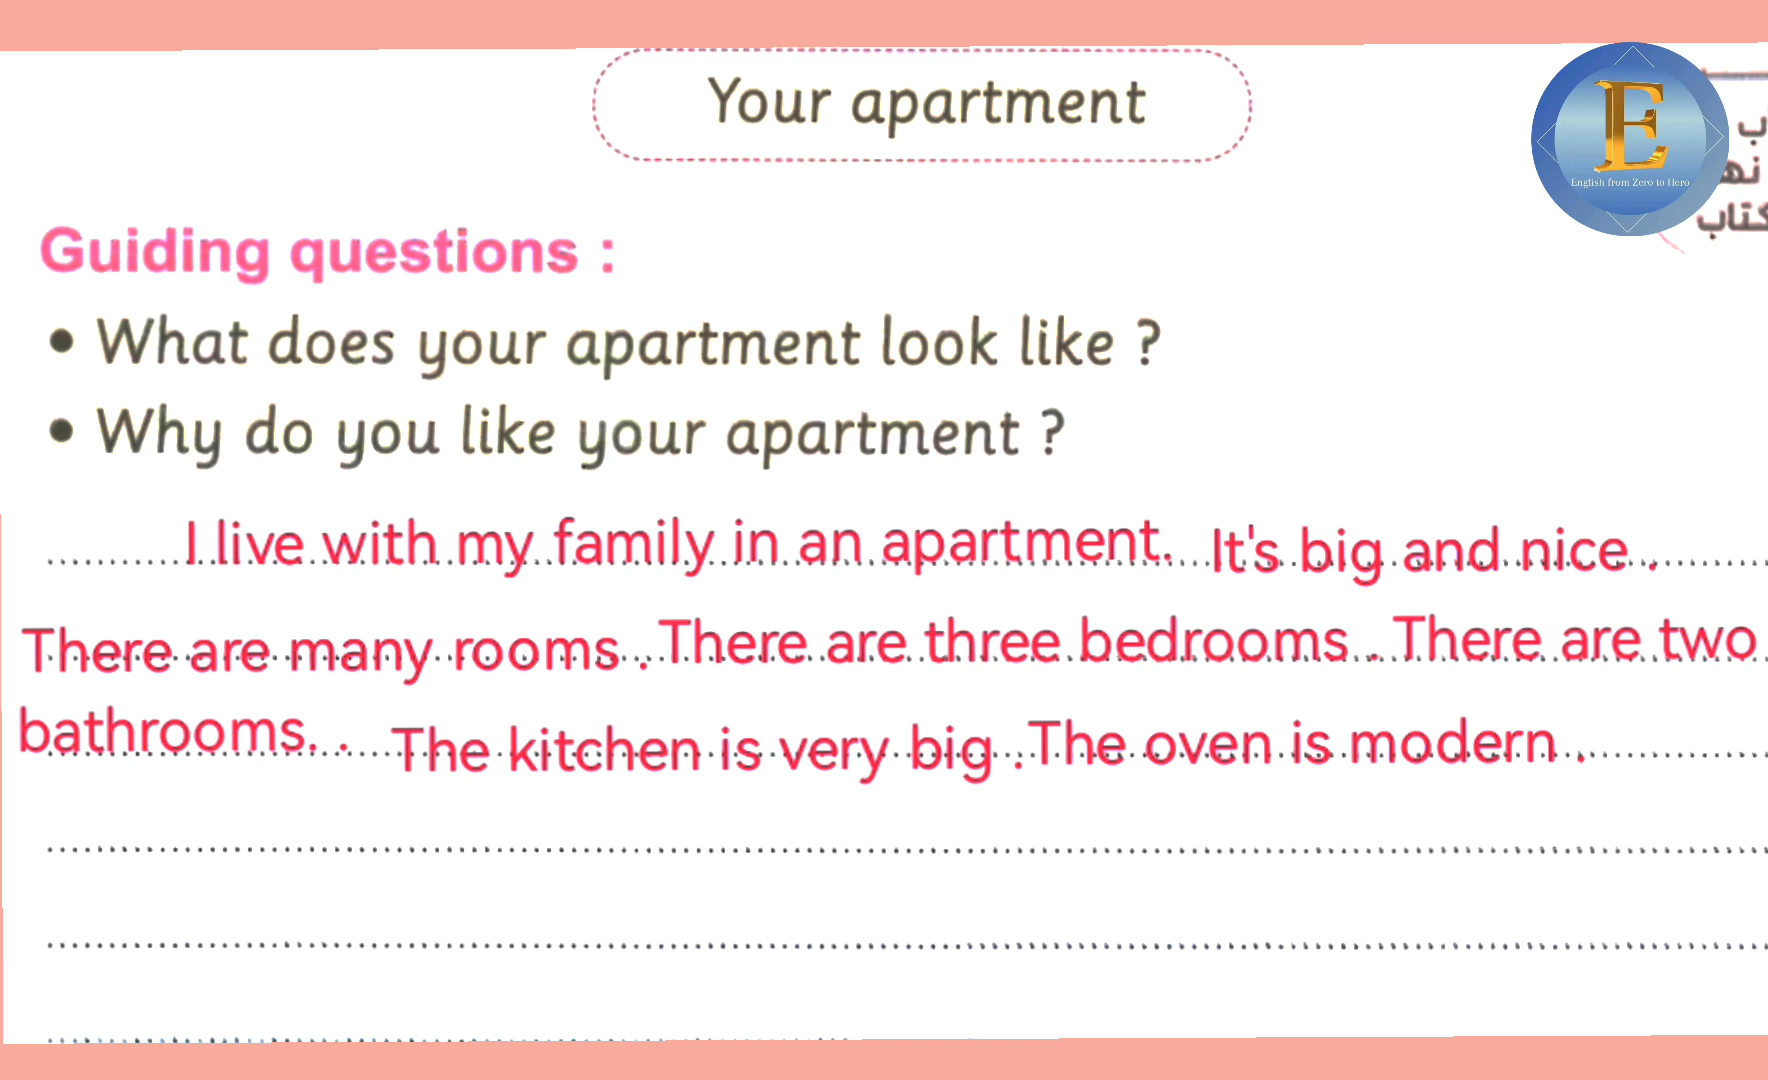 Your apartment
E
English from Zero to Hero
Guiding questions :
• What does your apartment look like ?
• Why do you like your apartment ?
I live with my family in an apartment. It's big and nice .
There are many rooms . There are three bedrooms . There are two
bathrooms. . The kitchen is very big . The oven is modern .